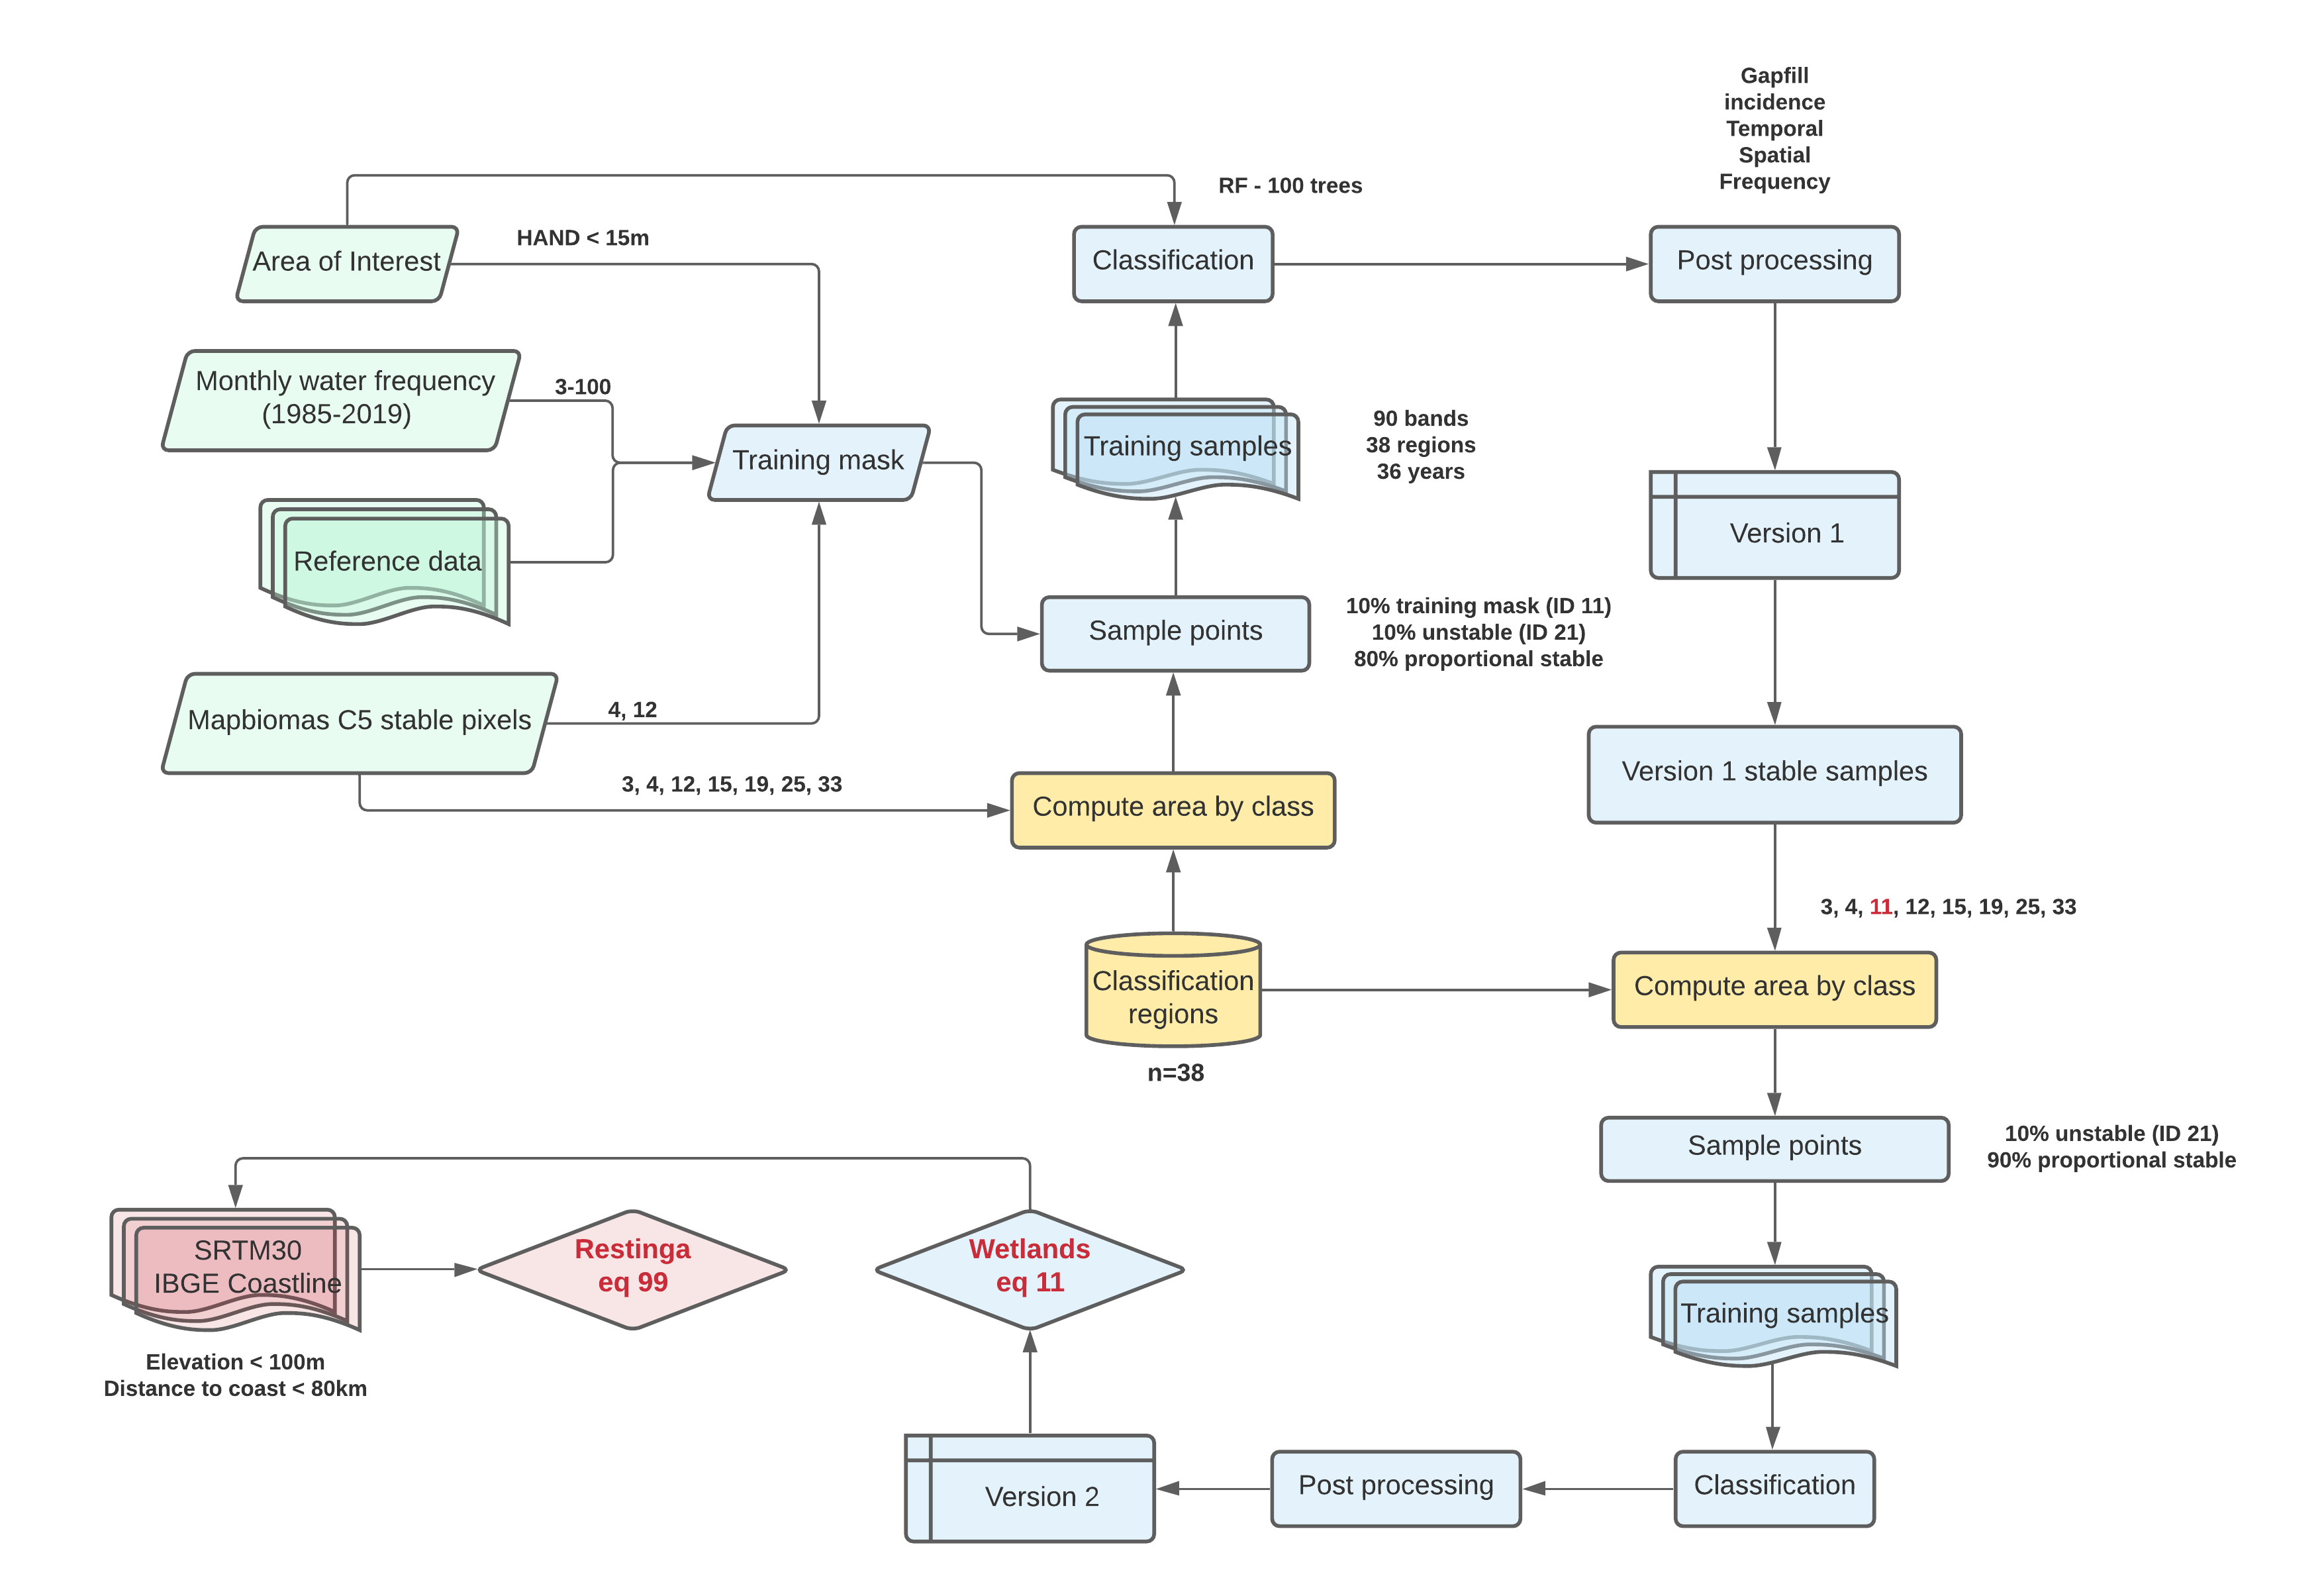 Gapfill
incidence
Temporal
Spatial
Frequency
RF - 100 trees
HAND < 15m
Area of Interest
Classification
Post processing
Monthly water frequency
(1985-2019)
3-100
Training mask
Training samples
90 bands
38 regions
36 years
Reference data
Version 1
Sample points
10% training mask (ID 11)
10% unstable (ID 21)
80% proportional stable
Mapbiomas C5 stable pixels
4, 12
3, 4, 12, 15, 19, 25, 33
Compute area by class
Version 1 stable samples
3, 4, 11, 12, 15, 19, 25, 33
Classification
regions
n=38
Compute area by class
Sample points
10% unstable (ID 21)
90% proportional stable
SRTM30
IBGE Coastline
Elevation < 100m
Distance to coast < 80km
Restinga
eq 99
Wetlands
eq 11
Training samples
Version 2
Post processing
Classification